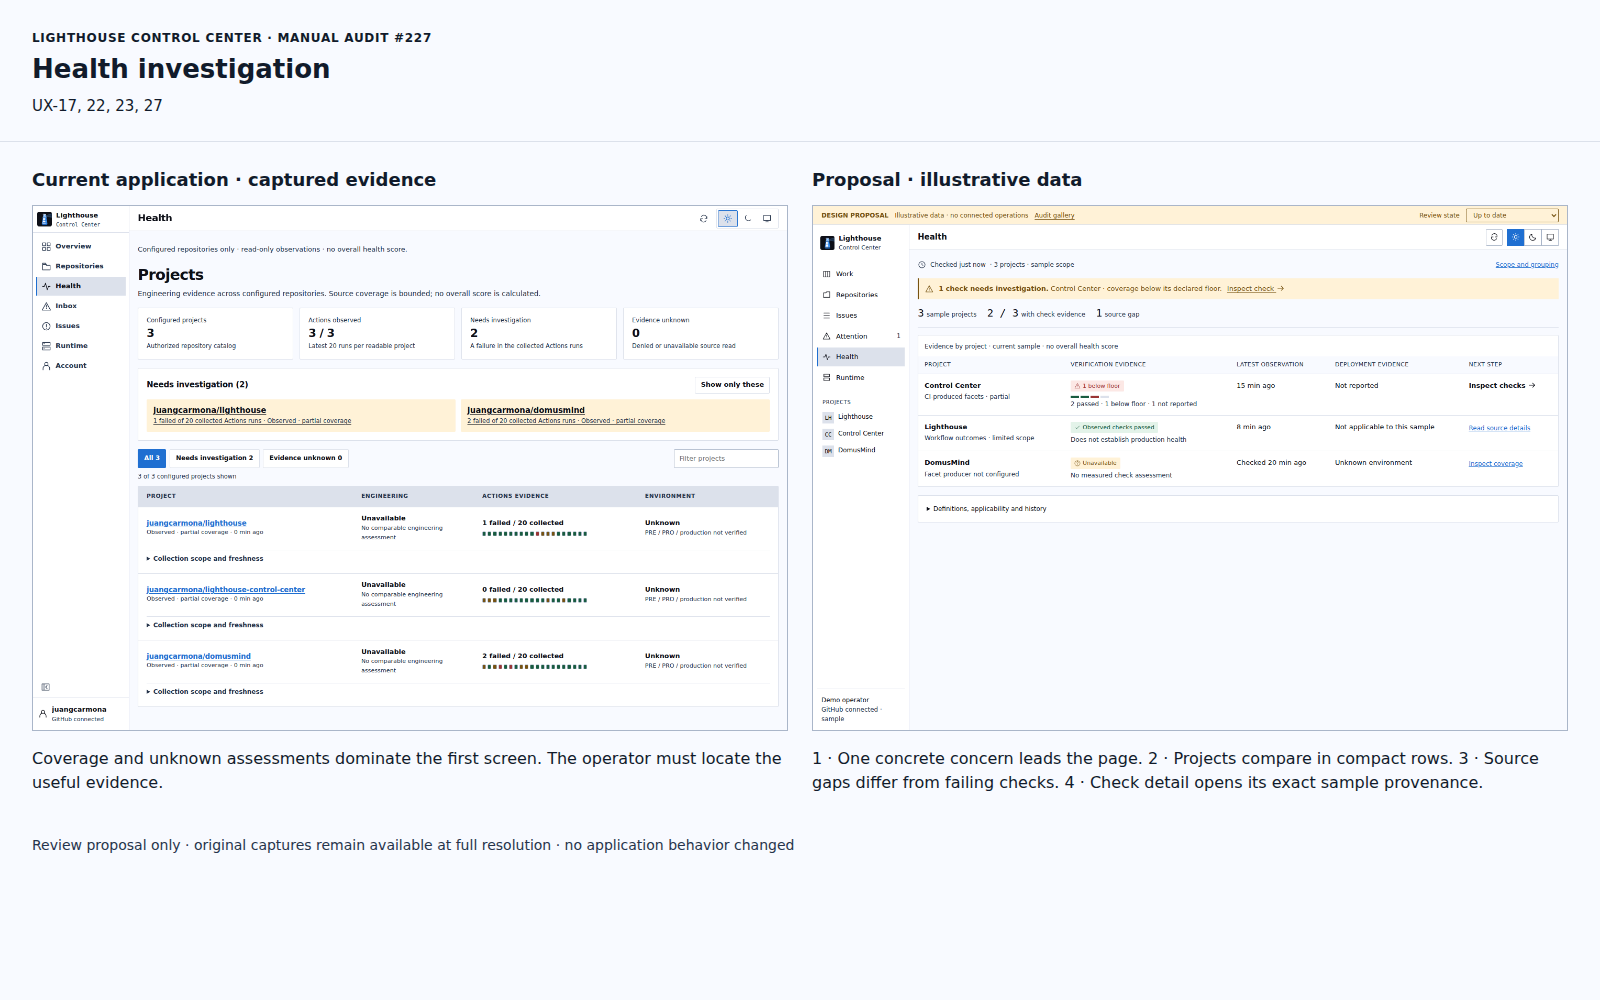 LIGHTHOUSE CONTROL CENTER · MANUAL AUDIT #227
Health investigation
UX-17, 22, 23, 27
Current application · captured evidence
Lighthouse
Control Center
Overview
Repositories
Health
Inbox
Issues
Runtime
Account
juangcarmona
GitHub connected
Health
Configured repositories only · read-only observations · no overall health score.
Projects
Engineering evidence across configured repositories. Source coverage is bounded; no overall score is calculated.
Configured projects
3
Authorized repository catalog
Actions observed
3 / 3
Latest 20 runs per readable project
Needs investigation
2
A failure in the collected Actions runs
Evidence unknown
0
Denied or unavailable source read
Needs investigation (2)
Show only these
juangcarmona/lighthouse
1 failed of 20 collected Actions runs · Observed · partial coverage
juangcarmona/domusmind
2 failed of 20 collected Actions runs · Observed · partial coverage
All 3
Needs investigation 2
Evidence unknown 0
Filter projects
3 of 3 configured projects shown
PROJECT ENGINEERING ACTIONS EVIDENCE ENVIRONMENT
juangcarmona/lighthouse
Observed · partial coverage · 0 min ago
Unavailable
No comparable engineering
assessment
1 failed / 20 collected
Unknown
PRE / PRO / production not verified
▸ Collection scope and freshness
juangcarmona/lighthouse-control-center
Observed · partial coverage · 0 min ago
Unavailable
No comparable engineering
assessment
0 failed / 20 collected
Unknown
PRE / PRO / production not verified
▸ Collection scope and freshness
juangcarmona/domusmind
Observed · partial coverage · 0 min ago
Unavailable
No comparable engineering
assessment
2 failed / 20 collected
Unknown
PRE / PRO / production not verified
▸ Collection scope and freshness
Coverage and unknown assessments dominate the first screen. The operator must locate the
useful evidence.
Proposal · illustrative data
DESIGN PROPOSAL Illustrative data · no connected operations Audit gallery
Review state Up to date
Lighthouse
Control Center
Work
Repositories
Issues
Attention 1
Health
Runtime
PROJECTS
LH Lighthouse
CC Control Center
DM DomusMind
Demo operator
GitHub connected ·
sample
Health
Checked just now · 3 projects · sample scope
Scope and grouping
1 check needs investigation. Control Center · coverage below its declared floor. Inspect check →
3 sample projects 2 / 3 with check evidence 1 source gap
Evidence by project · current sample · no overall health score
PROJECT VERIFICATION EVIDENCE LATEST OBSERVATION DEPLOYMENT EVIDENCE NEXT STEP
Control Center
CI produced facets · partial
1 below floor
2 passed · 1 below floor · 1 not reported
15 min ago
Not reported
Inspect checks →
Lighthouse
Workflow outcomes · limited scope
✓ Observed checks passed
Does not establish production health
8 min ago
Not applicable to this sample
Read source details
DomusMind
Facet producer not configured
Unavailable
No measured check assessment
Checked 20 min ago
Unknown environment
Inspect coverage
▸ Definitions, applicability and history
1 · One concrete concern leads the page. 2 · Projects compare in compact rows. 3 · Source
gaps differ from failing checks. 4 · Check detail opens its exact sample provenance.
Review proposal only · original captures remain available at full resolution · no application behavior changed